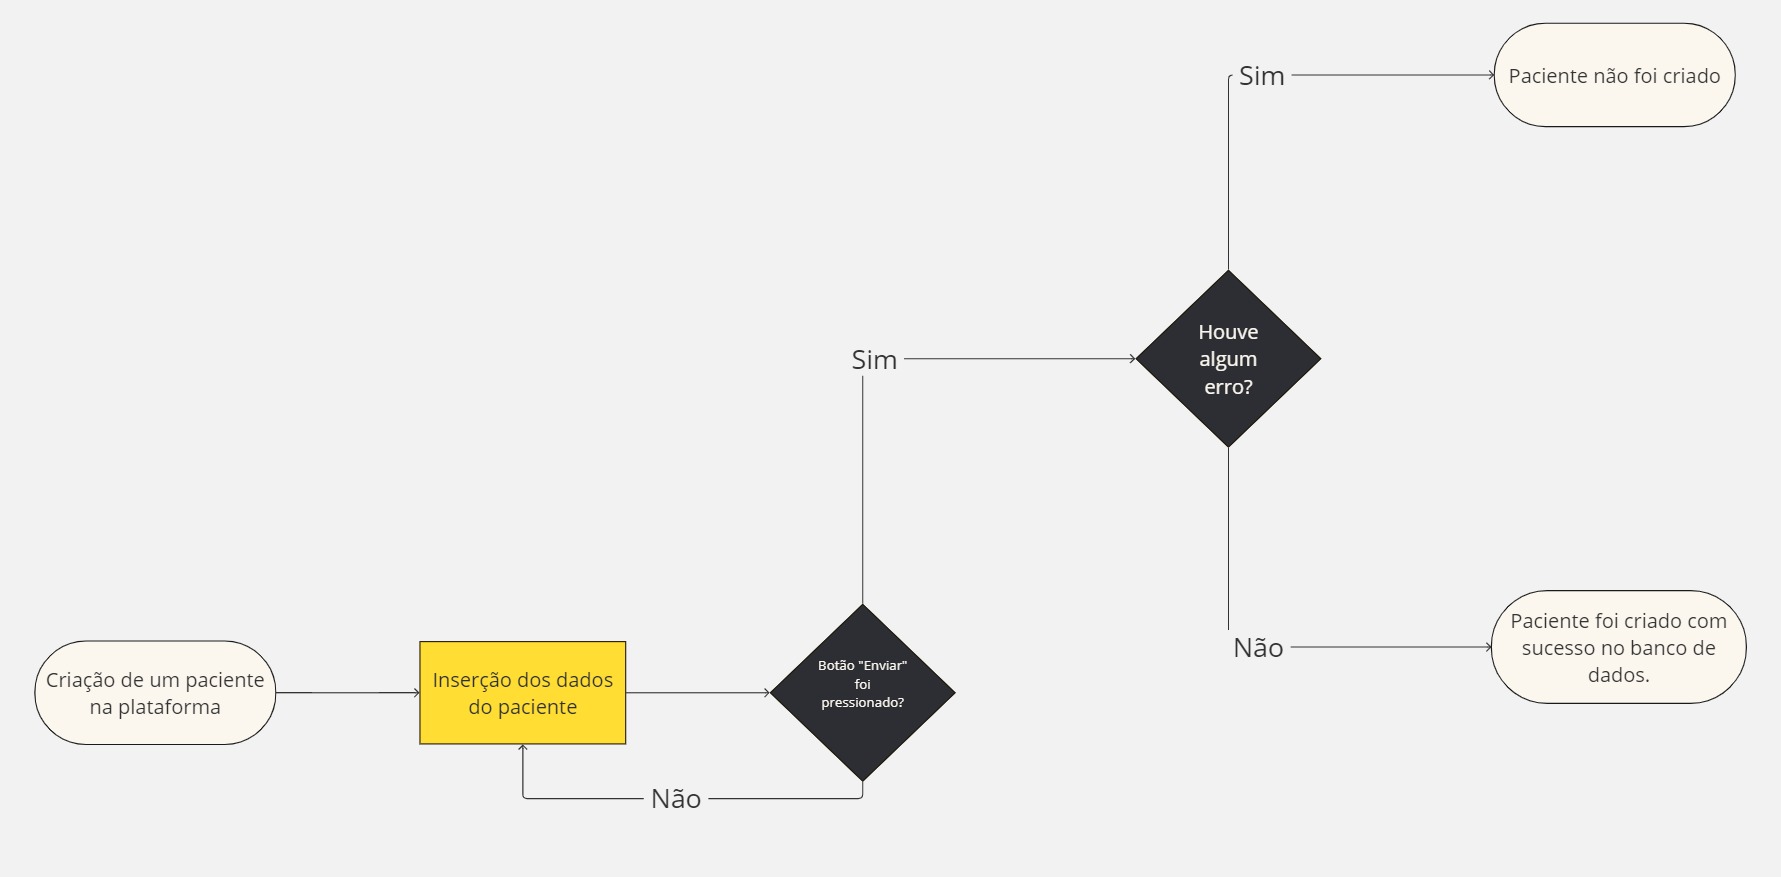 Sim
Paciente não foi criado
Houve
algum
erro?
Sim
Paciente foi criado com
sucesso no banco de
dados.
Não
Criação de um paciente
na plataforma
Inserção dos dados
do paciente
Botão "Enviar"
foi
pressionado?
Não